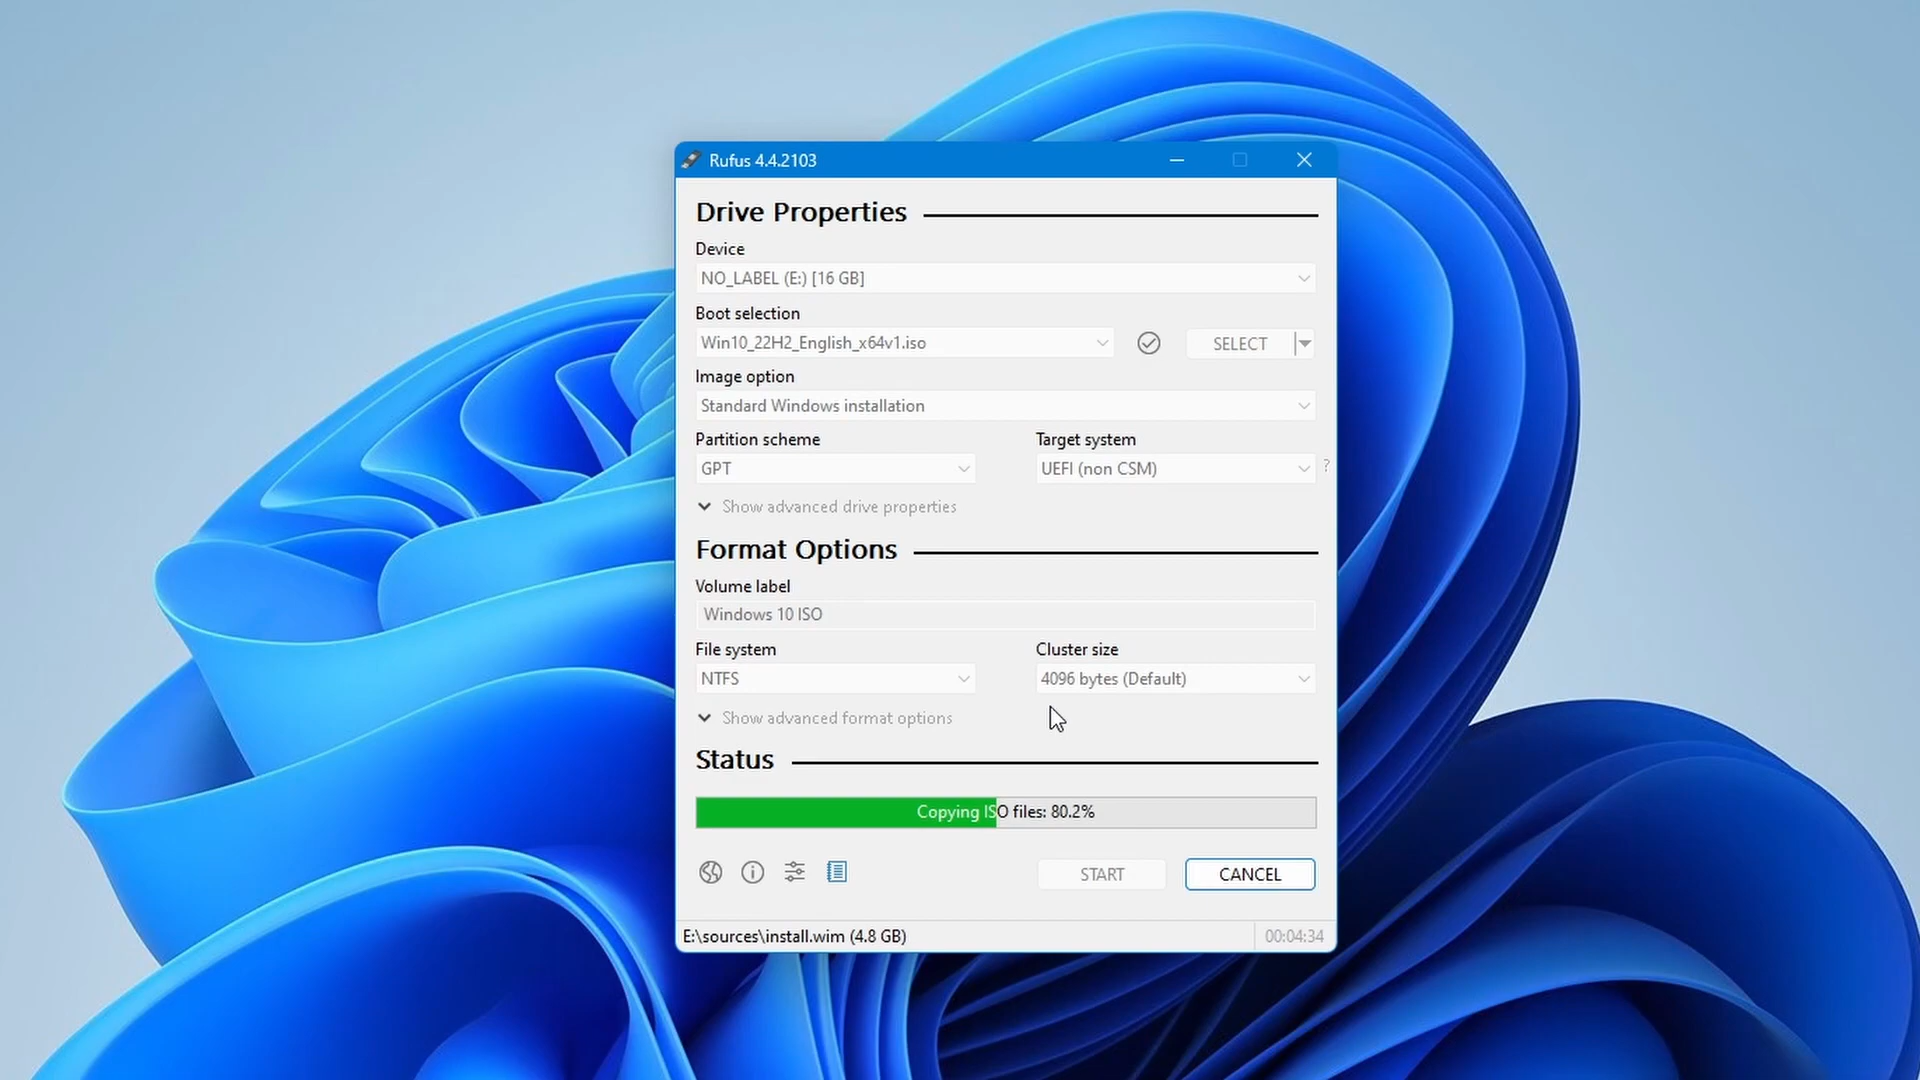 Rufus 4.4.2103
Drive Properties
Device
NO_LABEL (E:) [16 GB]
Boot selection
Win10_22H2_English_x64v1.iso
SELECT
Image option
Standard Windows installation
Partition scheme
Target system
GPT
UEFI (non CSM)
?
Show advanced drive properties
Format Options
Volume label
Windows 10 ISO
File system
Cluster size
NTFS
4096 bytes (Default)
Show advanced format options
Status
Copying ISO files: 80.2%
START
CANCEL
E:\sources\install.wim (4.8 GB)
00:04:34